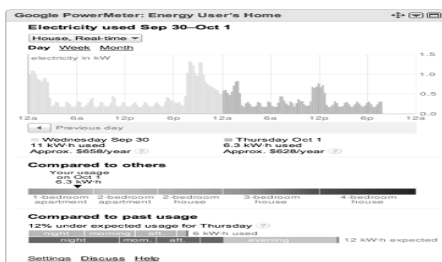 Google PowerMeter: Energy User's Home
Electricity used Sep 30–Oct 1
House, Real-time
Day Week Month
electricity in kW
1.5
1.0
0.5
0.0
12a 6a 12p 6p 12a 6a 12p 6p 12a
Previous day
Wednesday Sep 30 Thursday Oct 1
11 kW·h used 6.3 kW·h used
Approx. $658/year Approx. $628/year
Compared to others
Your usage
on Oct 1
6.3 kW·h
1-bedroom 2-bedroom 2-bedroom 3-bedroom 4-bedroom
apartment apartment house house house
Compared to past usage
12% under expected usage for Thursday
night morning aft. 6 kW·h used
night morn. aft. evening 12 kW·h expected
Settings Discuss Help